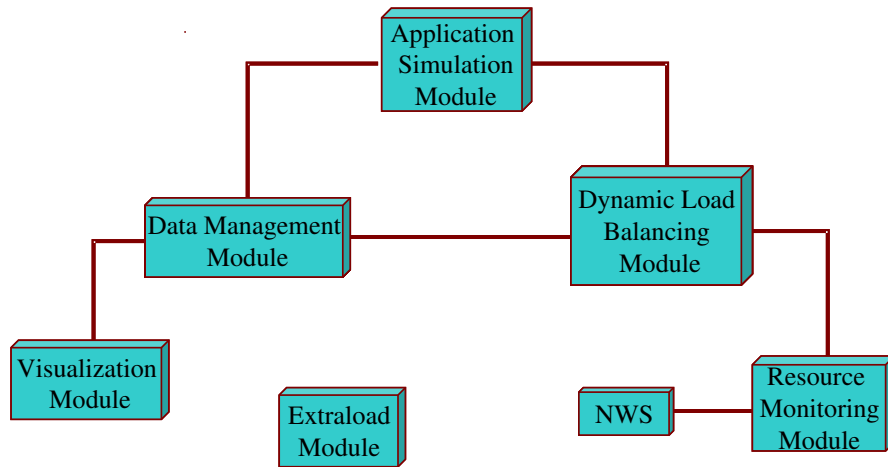 Application
Simulation
Module
Data Management
Module
Dynamic Load
Balancing
Module
Visualization
Module
Extraload
Module
NWS
Resource
Monitoring
Module